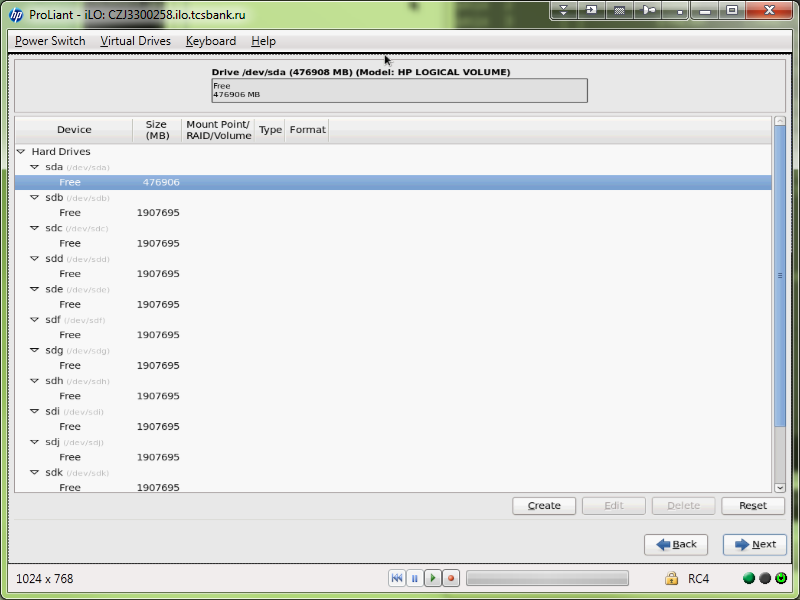 ProLiant - iLO: CZJ3300258.ilo.tcsbank.ru
Power Switch Virtual Drives Keyboard Help
Drive /dev/sda (476908 MB) (Model: HP LOGICAL VOLUME)
Free
476906 MB
Device Size (MB) Mount Point/ RAID/Volume Type Format
Hard Drives
sda (/dev/sda)
Free 476906
sdb (/dev/sdb)
Free 1907695
sdc (/dev/sdc)
Free 1907695
sdd (/dev/sdd)
Free 1907695
sde (/dev/sde)
Free 1907695
sdf (/dev/sdf)
Free 1907695
sdg (/dev/sdg)
Free 1907695
sdh (/dev/sdh)
Free 1907695
sdi (/dev/sdi)
Free 1907695
sdj (/dev/sdj)
Free 1907695
sdk (/dev/sdk)
Free 1907695
Create Edit Delete Reset
Back Next
1024 x 768 RC4